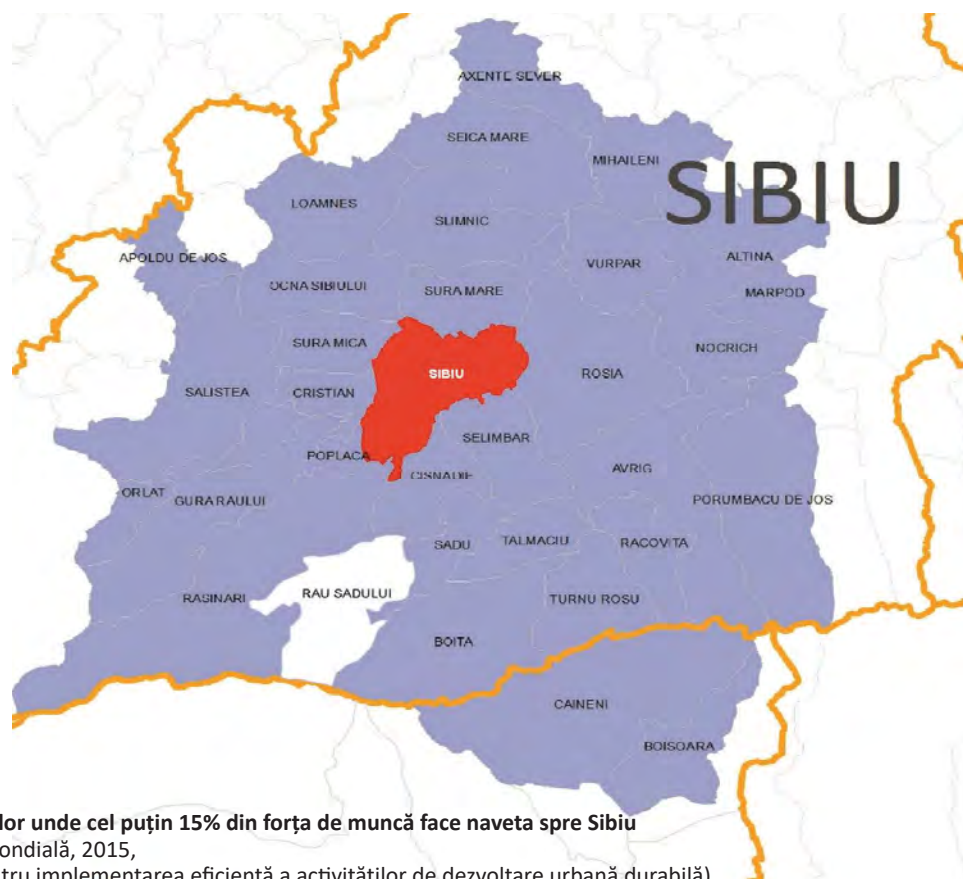 AXENTE SEVER
SEICA MARE
MIHAILENI
SIBIU
LOAMNES
SLIMNIC
APOLDU DE JOS
VURPAR
ALTINA
OCNA SIBIULUI
SURA MARE
MARPOD
SURA MICA
NOCRICH
SIBIU
ROSIA
SALISTEA
CRISTIAN
SELIMBAR
POPLACA
AVRIG
CISNADIE
ORLAT
GURA RAULUI
PORUMBACU DE JOS
SADU
TALMACIU
RACOVITA
RASINARI
RAU SADULUI
TURNU ROSU
BOITA
CAINENI
BOISOARA
lor unde cel puțin 15% din forța de muncă face naveta spre Sibiu
ondială, 2015,
tru implementarea eficientă a activităților de dezvoltare urbană durabilă)